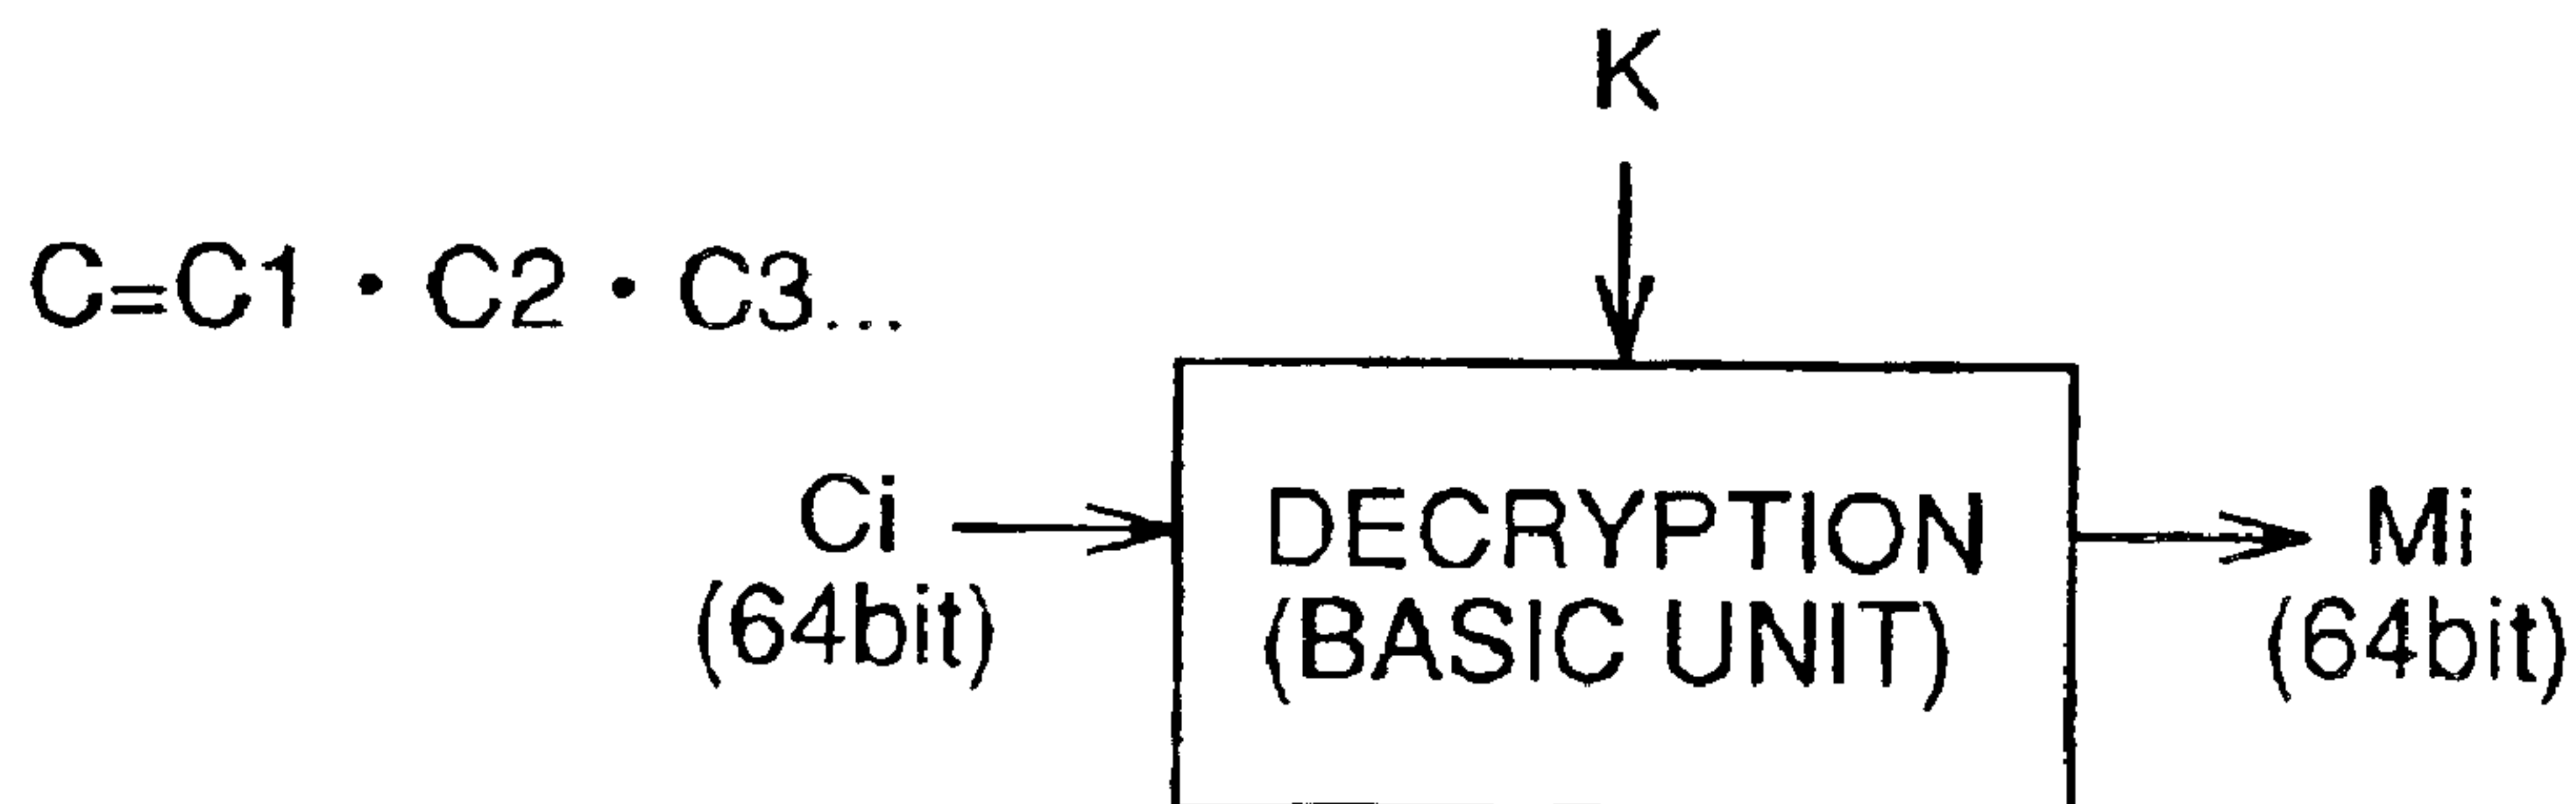 K
C=C1・C2・C3...
Ci
(64bit)
DECRYPTION
(BASIC UNIT)
Mi
(64bit)